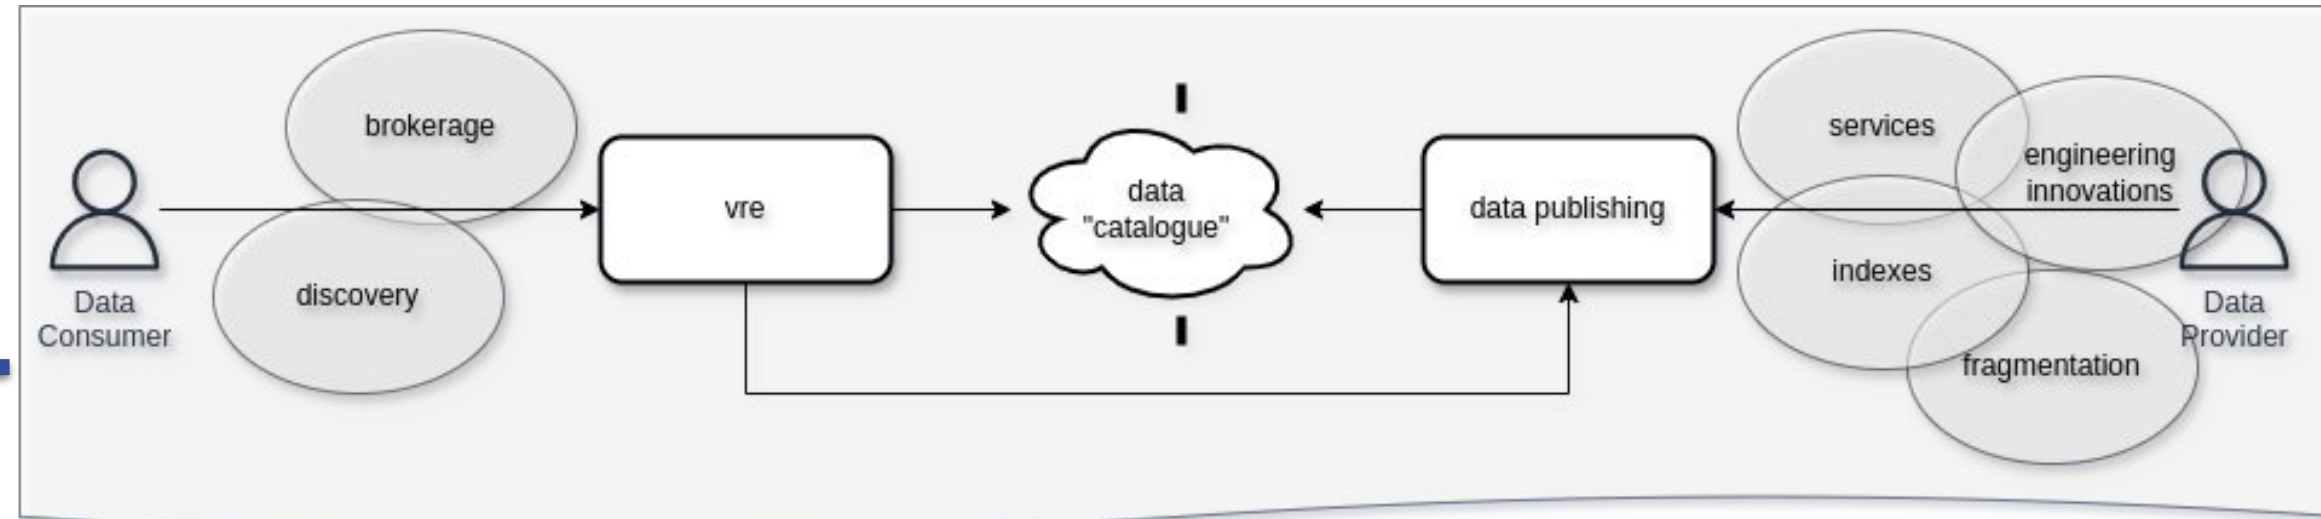 brokerage
discovery
Data
Consumer
vre
data
"catalogue"
data publishing
services
engineering
innovations
indexes
fragmentation
Data
Provider